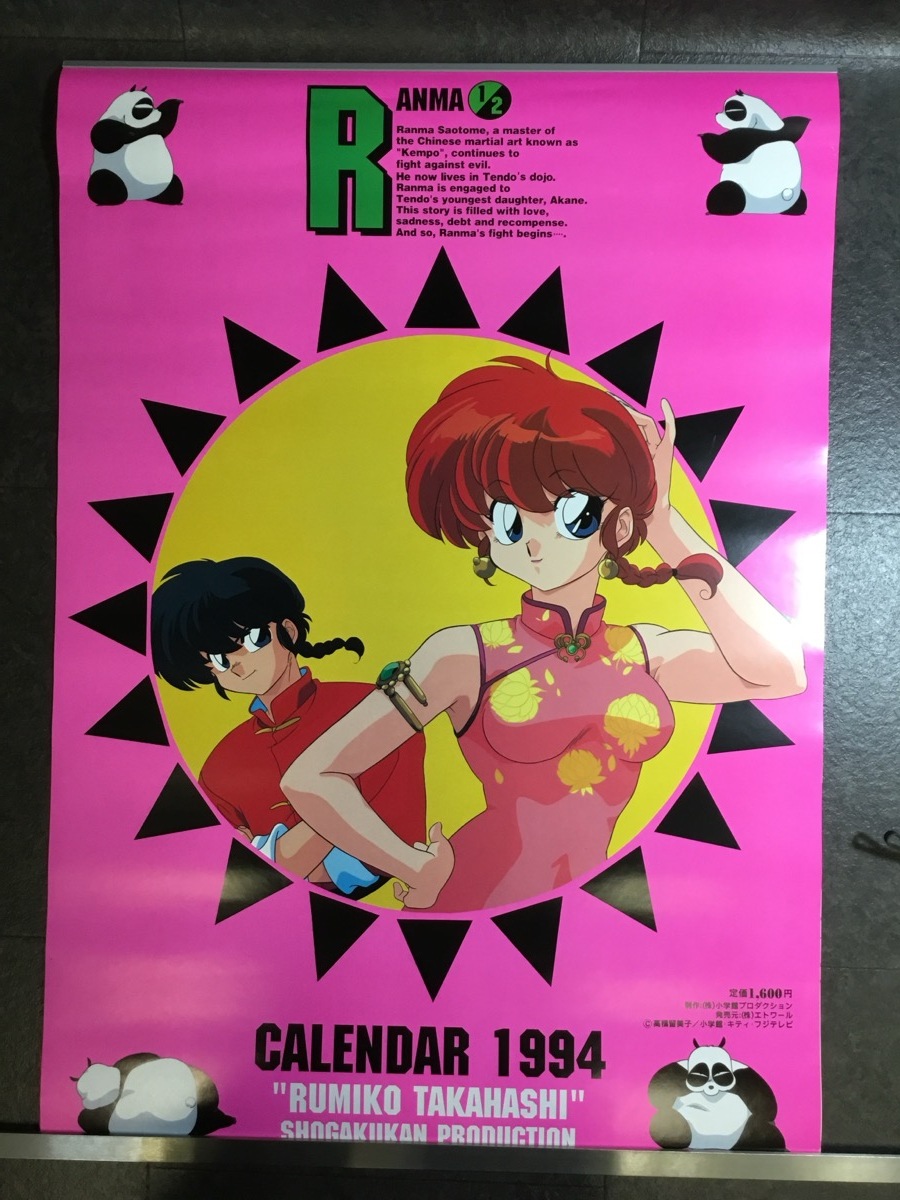 RANMA 1/2
Ranma Saotome, a master of
the Chinese martial art known as
"Kempo", continues to
fight against evil.
He now lives in Tendo's dojo.
Ranma is engaged to
Tendo's youngest daughter, Akane.
This story is filled with love,
sadness, debt and recompense.
And so, Ranma's fight begins….
定価1,600円
制作:(株)小学館プロダクション
発売元:(株)エトワール
©高橋留美子／小学館・キティ・フジテレビ
CALENDAR 1994
"RUMIKO TAKAHASHI"
SHOGAKUKAN PRODUCTION